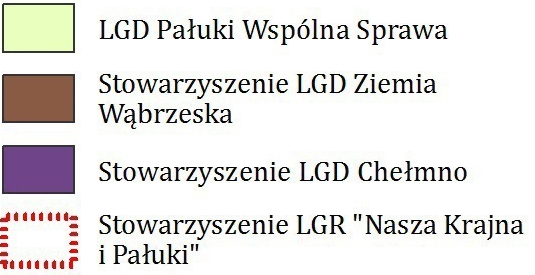 LGD Pałuki Wspólna Sprawa
Stowarzyszenie LGD Ziemia
Wąbrzeska
Stowarzyszenie LGD Chełmno
Stowarzyszenie LGR "Nasza Krajna
i Pałuki"